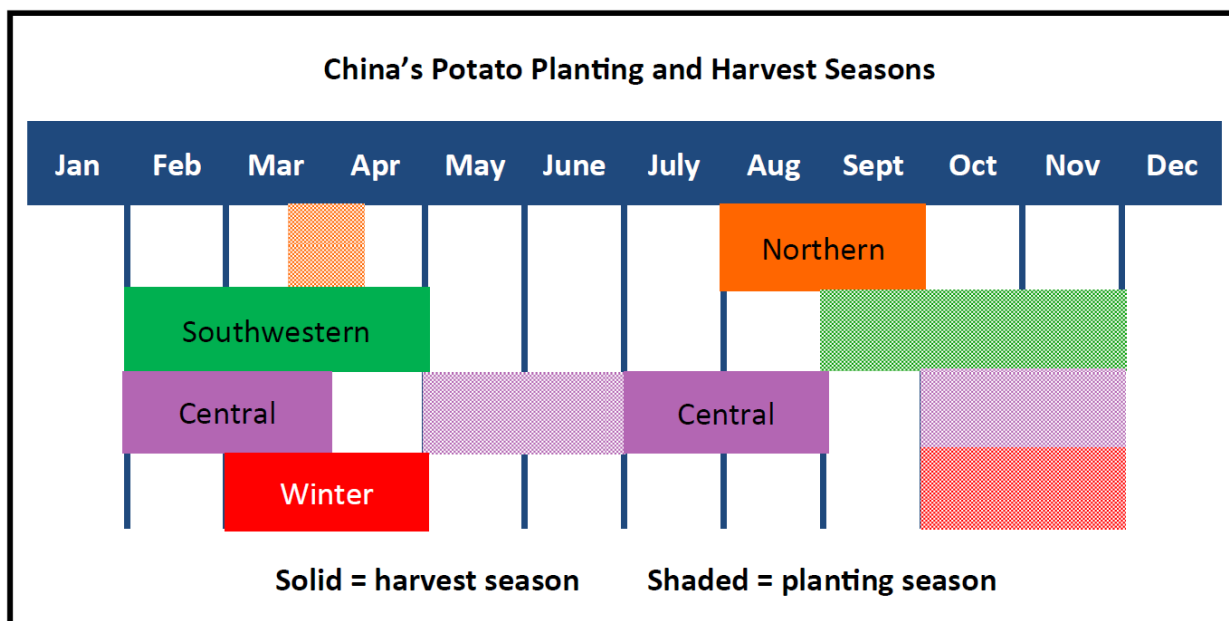 China's Potato Planting and Harvest Seasons
Jan Feb Mar Apr May June July Aug Sept Oct Nov Dec
Northern
Southwestern
Central Central
Winter
Solid = harvest season Shaded = planting season